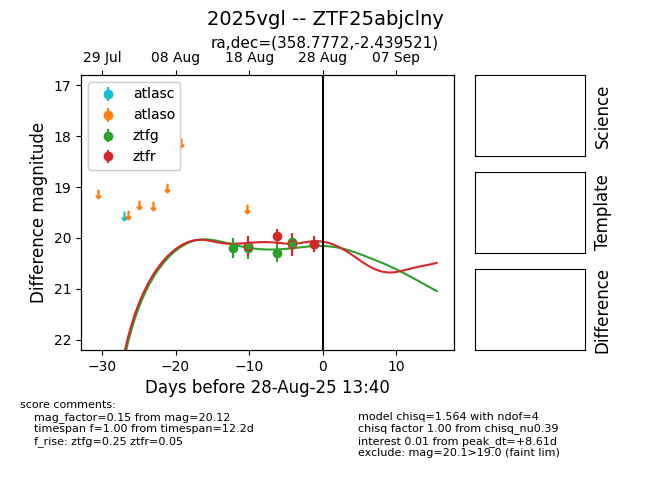 2025vgl -- ZTF25abjclny
ra,dec=(358.7772,-2.439521)
29 Jul 08 Aug 18 Aug 28 Aug 07 Sep
17
18
19
20
21
22
Difference magnitude
atlasc
atlaso
ztfg
ztfr
−30 −20 −10 0 10
Days before 28-Aug-25 13:40
Science
Template
Difference
score comments:
mag_factor=0.15 from mag=20.12
timespan f=1.00 from timespan=12.2d
f_rise: ztfg=0.25 ztfr=0.05
model chisq=1.564 with ndof=4
chisq factor 1.00 from chisq_nu0.39
interest 0.01 from peak_dt=+8.61d
exclude: mag=20.1>19.0 (faint lim)